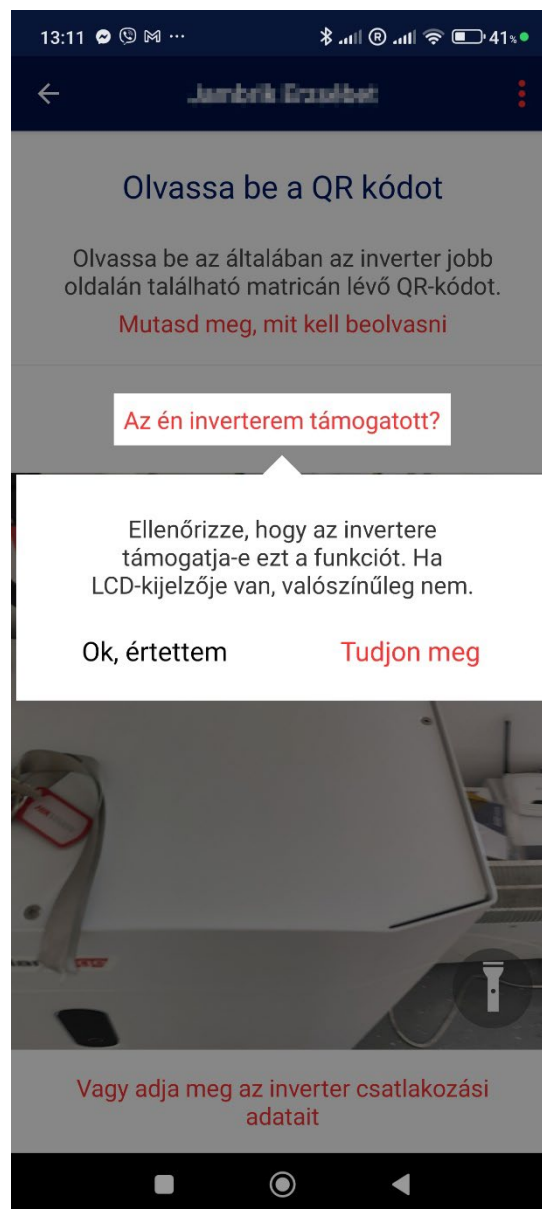 13:11
41%
Olvassa be a QR kódot
Olvassa be az általában az inverter jobb
oldalán található matricán lévő QR-kódot.
Mutasd meg, mit kell beolvasni
Az én inverterem támogatott?
Ellenőrizze, hogy az invertere
támogatja-e ezt a funkciót. Ha
LCD-kijelzője van, valószínűleg nem.
Ok, értettem
Tudjon meg
Vagy adja meg az inverter csatlakozási
adatait